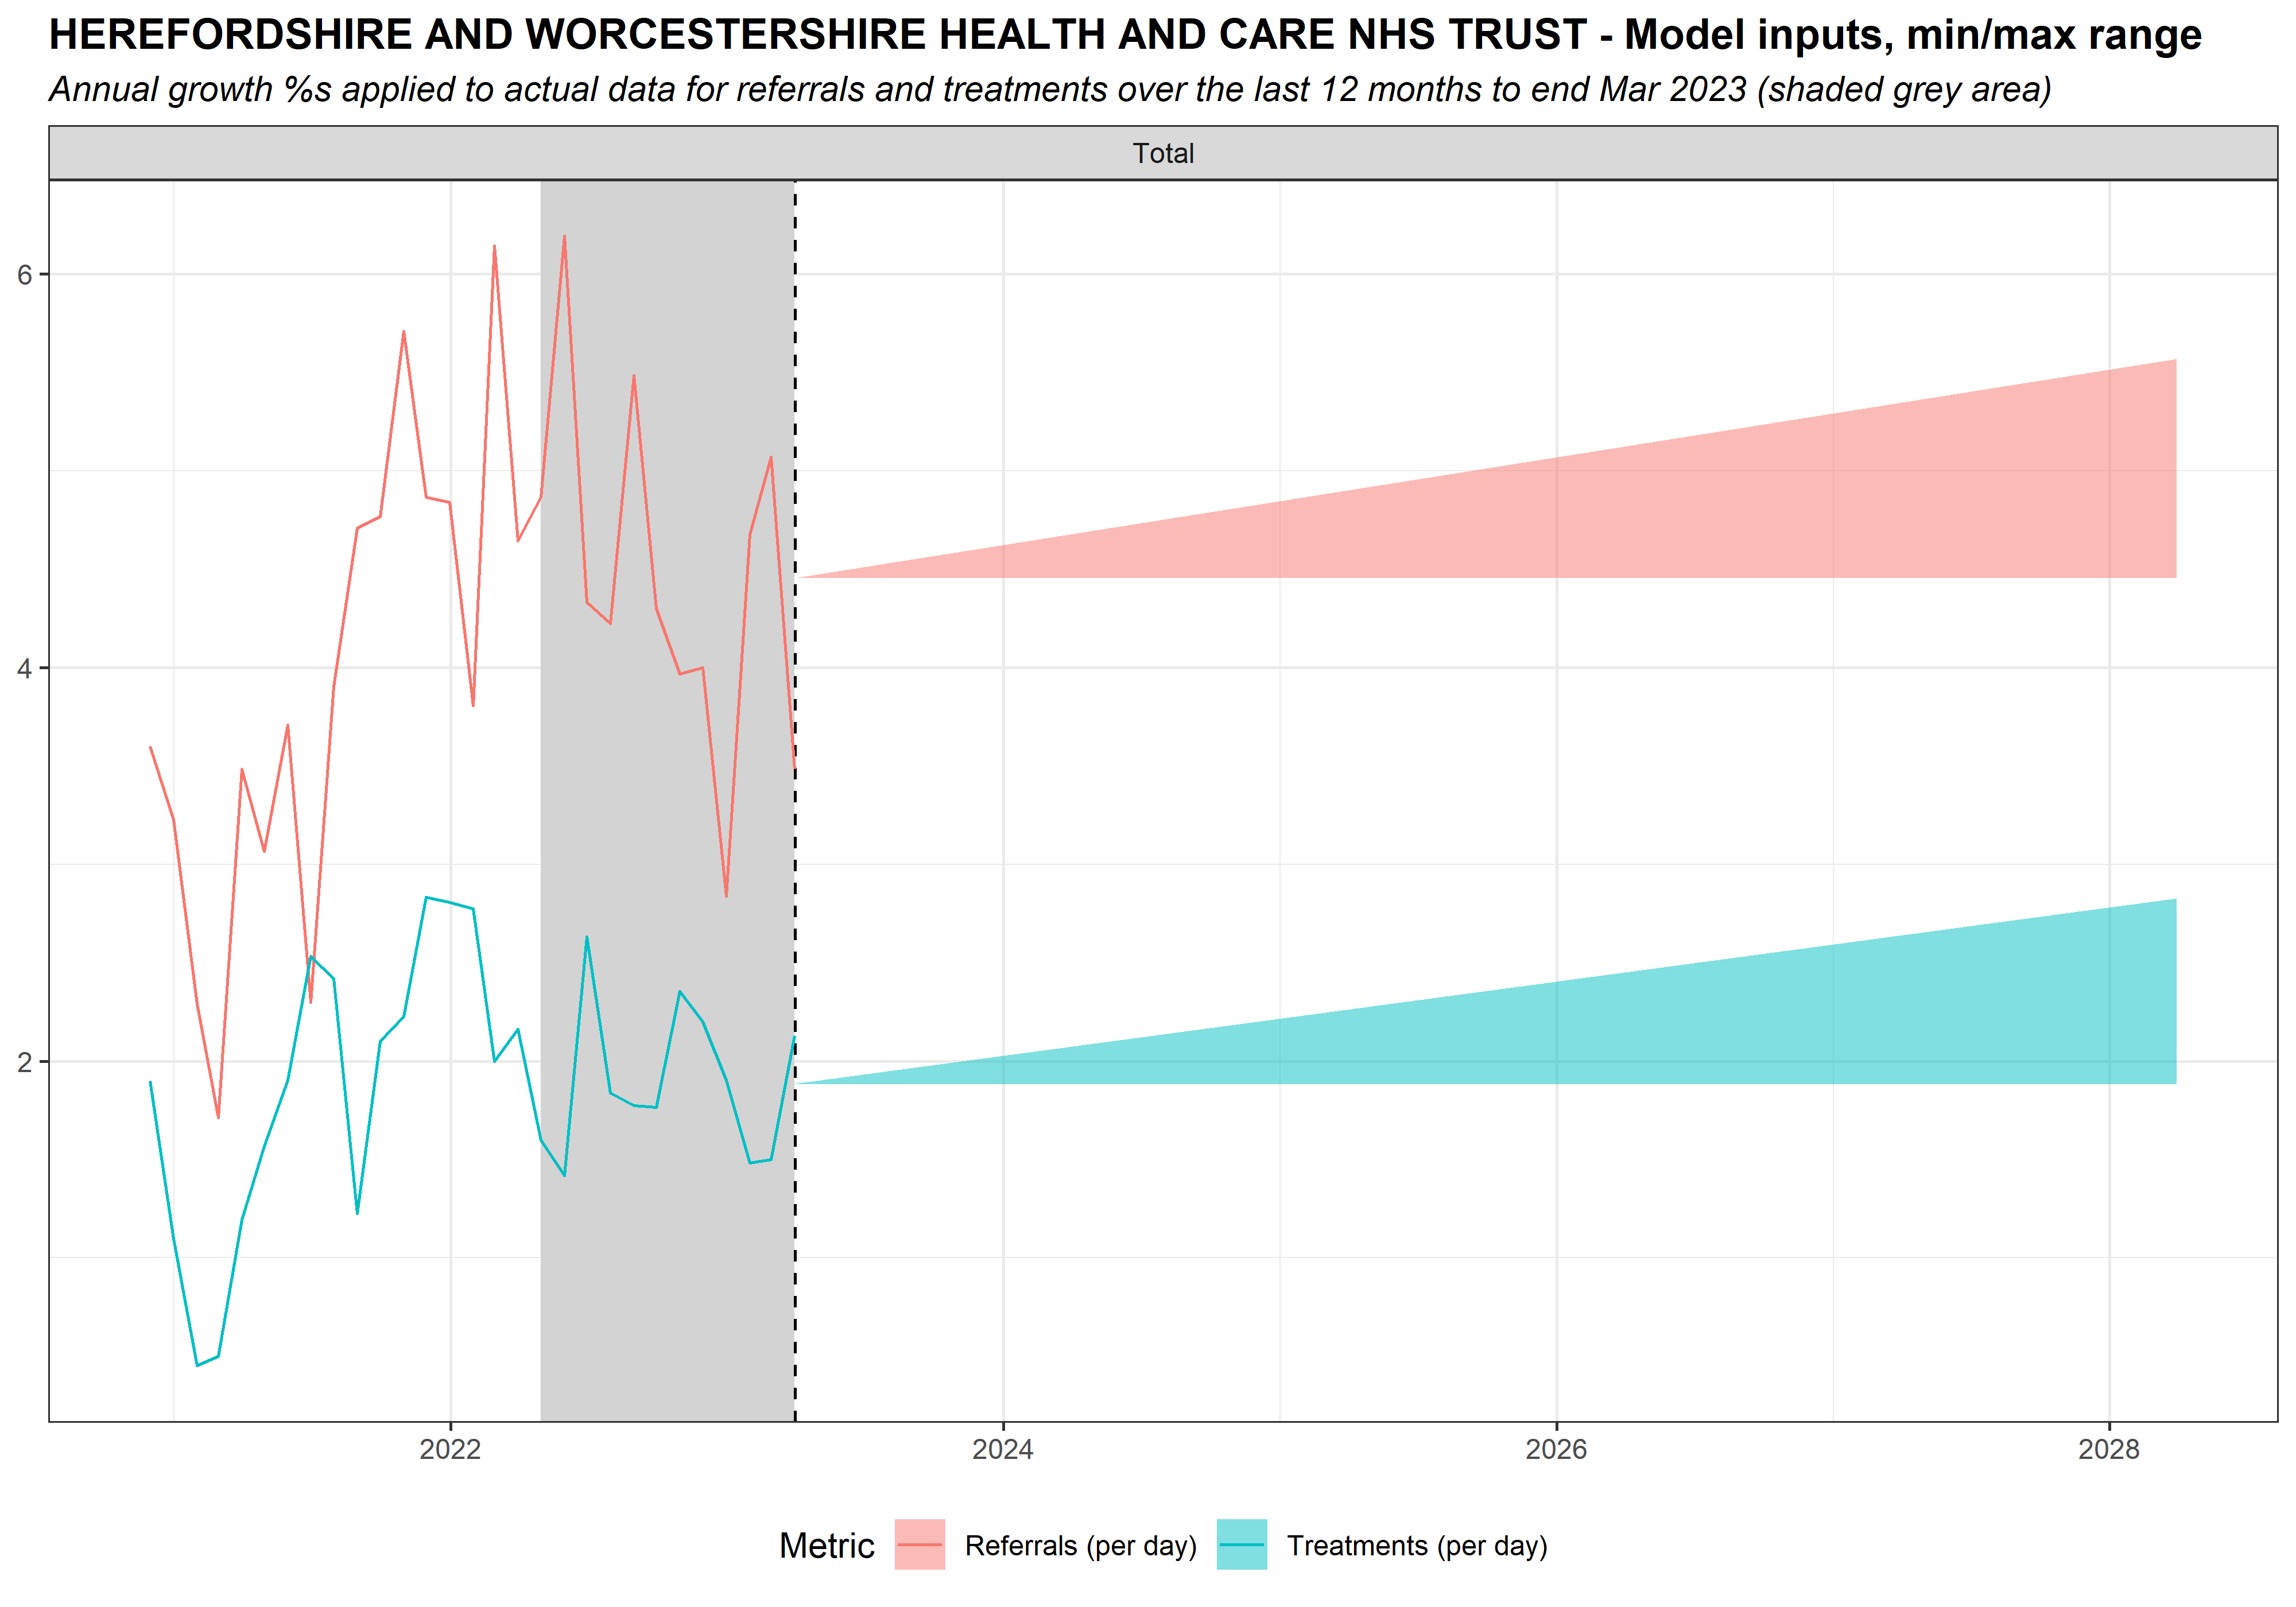 HEREFORDSHIRE AND WORCESTERSHIRE HEALTH AND CARE NHS TRUST - Model inputs, min/max range
Annual growth %s applied to actual data for referrals and treatments over the last 12 months to end Mar 2023 (shaded grey area)
Total
6
4
2
2022 2024 2026 2028
Metric Referrals (per day) Treatments (per day)